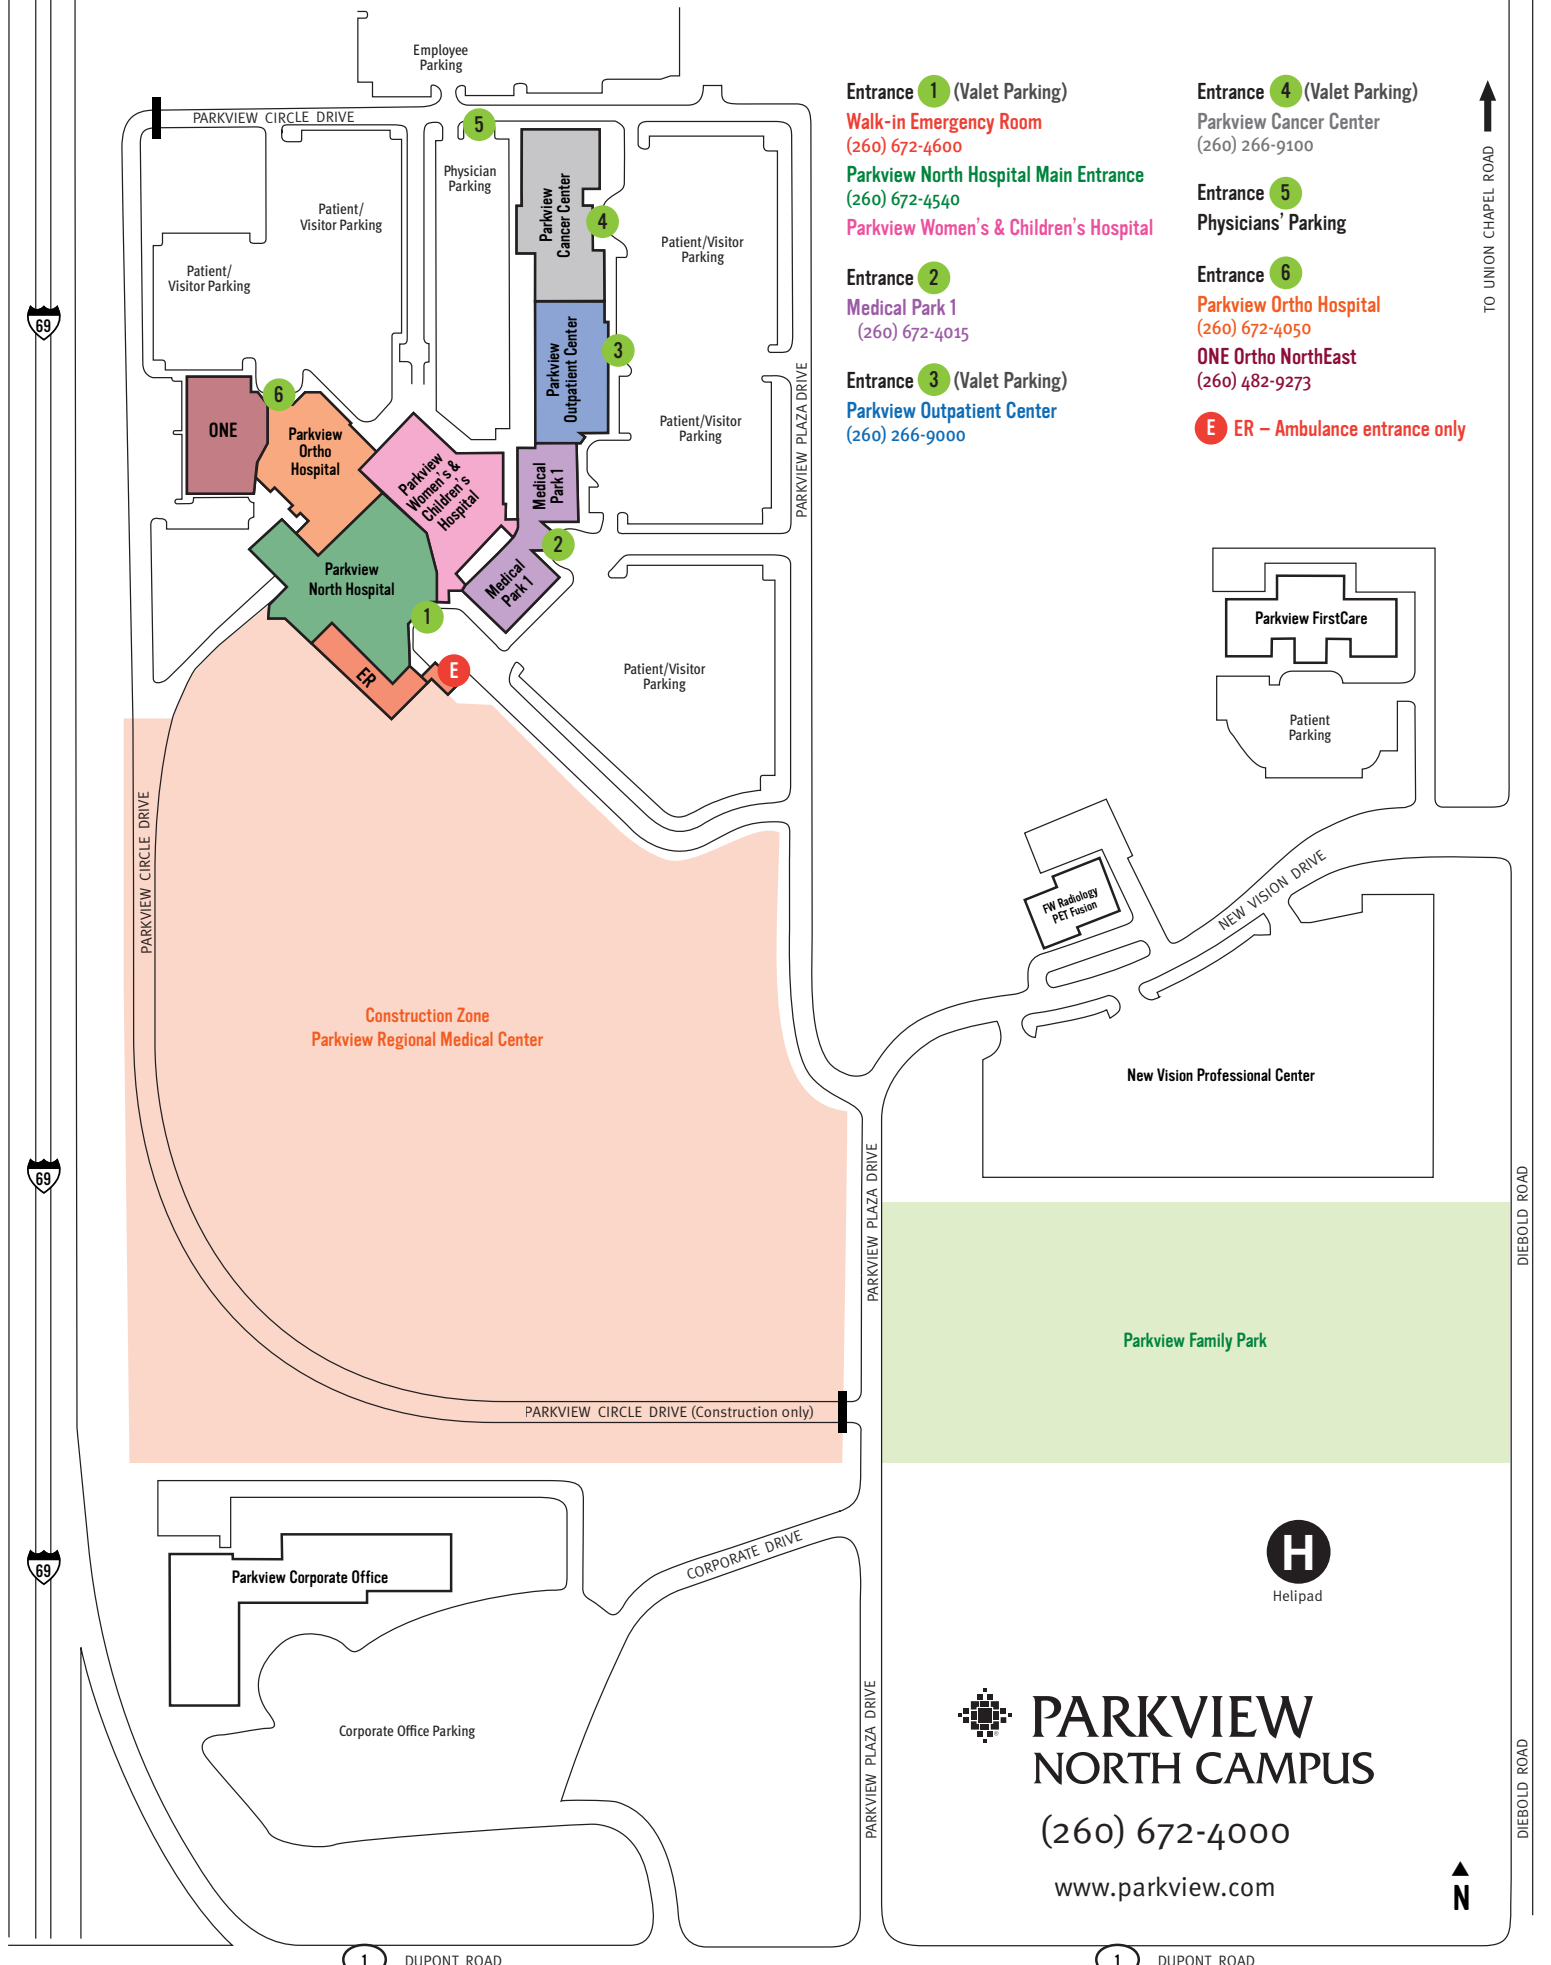 Employee
Parking
PARKVIEW CIRCLE DRIVE
5
Physician
Parking
Patient/
Visitor Parking
Patient/
Visitor Parking
Parkview
Cancer Center
4
Patient/Visitor
Parking
Parkview
Outpatient Center
3
Patient/Visitor
Parking
PARKVIEW PLAZA DRIVE
6
ONE
Parkview
Ortho
Hospital
Parkview
Women's &
Children's
Hospital
Medical
Park 1
2
Medical
Park 1
Parkview
North Hospital
1
ER
E
Patient/Visitor
Parking
Entrance 1 (Valet Parking)
Walk-in Emergency Room
(260) 672-4600
Parkview North Hospital Main Entrance
(260) 672-4540
Parkview Women's & Children's Hospital
Entrance 2
Medical Park 1
(260) 672-4015
Entrance 3 (Valet Parking)
Parkview Outpatient Center
(260) 266-9000
Entrance 4 (Valet Parking)
Parkview Cancer Center
(260) 266-9100
Entrance 5
Physicians' Parking
Entrance 6
Parkview Ortho Hospital
(260) 672-4050
ONE Ortho NorthEast
(260) 482-9273
E ER – Ambulance entrance only
TO UNION CHAPEL ROAD
69
Parkview FirstCare
Patient
Parking
NEW VISION DRIVE
FW Radiology
PET Fusion
PARKVIEW CIRCLE DRIVE
Construction Zone
Parkview Regional Medical Center
New Vision Professional Center
69
PARKVIEW PLAZA DRIVE
DIEBOLD ROAD
Parkview Family Park
PARKVIEW CIRCLE DRIVE (Construction only)
69
Parkview Corporate Office
CORPORATE DRIVE
H
Helipad
Corporate Office Parking
PARKVIEW PLAZA DRIVE
DIEBOLD ROAD
PARKVIEW
NORTH CAMPUS
(260) 672-4000
www.parkview.com
N
1 DUPONT ROAD
1 DUPONT ROAD